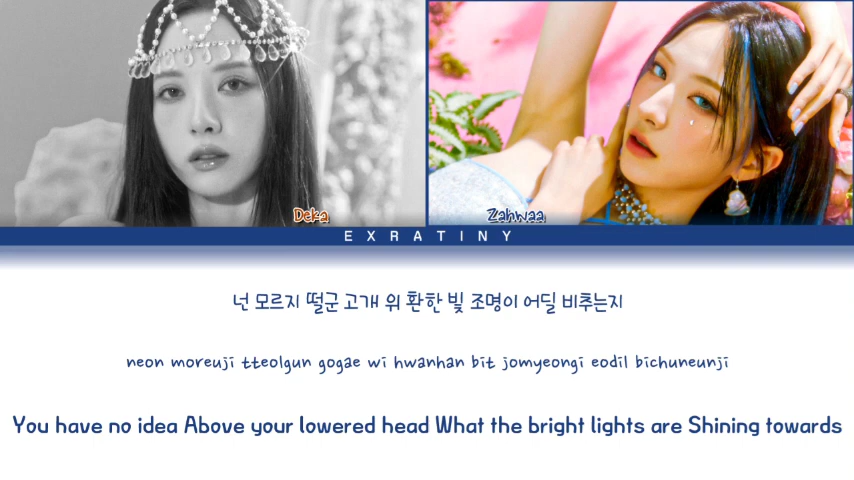 Deka
Zahwaa
EXRATINY
넌 모르지 떨군 고개 위 환한 빛 조명이 어딜 비추는지
neon moreuji tteolgun gogae wi hwanhan bit jomyeongi eodil bichuneunji
You have no idea Above your lowered head What the bright lights are Shining towards